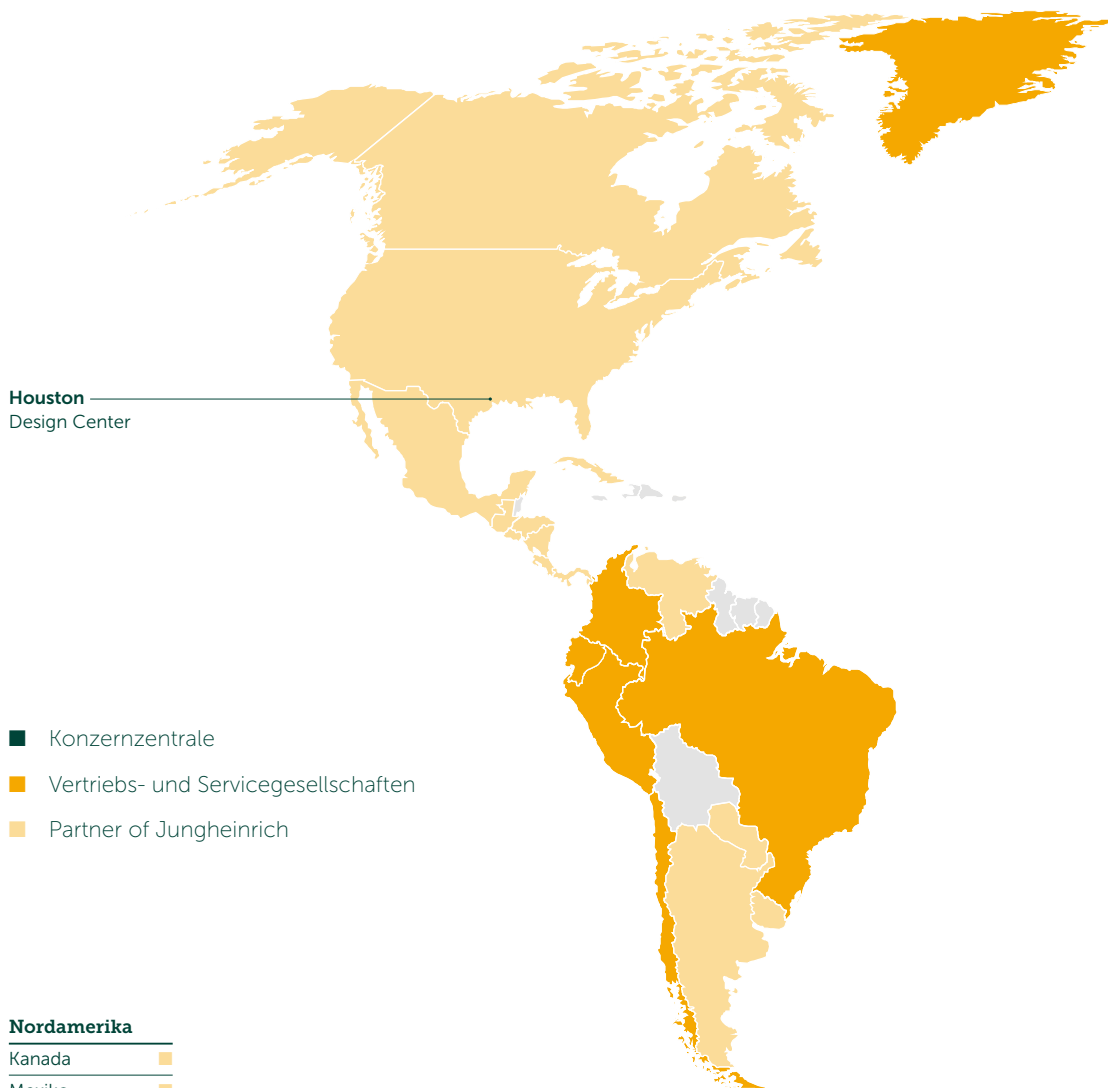 Houston
Design Center
Konzernzentrale
Vertriebs- und Servicegesellschaften
Partner of Jungheinrich
Nordamerika
Kanada